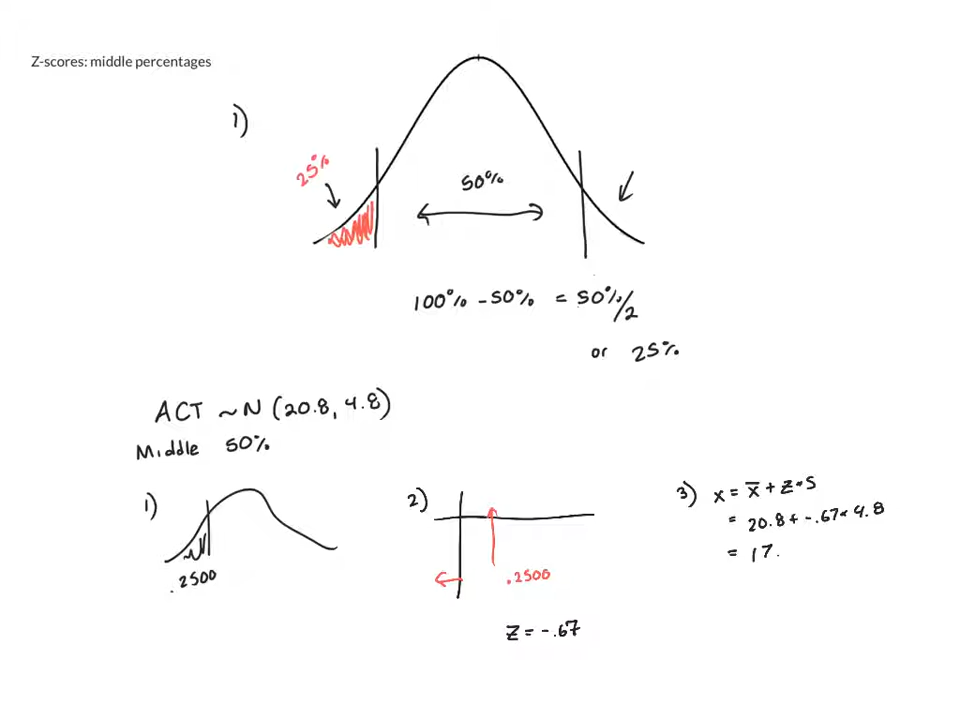 Z-scores: middle percentages
1)
25%
50%
100% - 50% = 50%/2
or 25%
ACT ~N (20.8, 4.8)
Middle 50%
1)
.2500
2)
.2500
Z = -.67
3) x = x̄ + Z•S
= 20.8 + -.67 * 4.8
= 17.